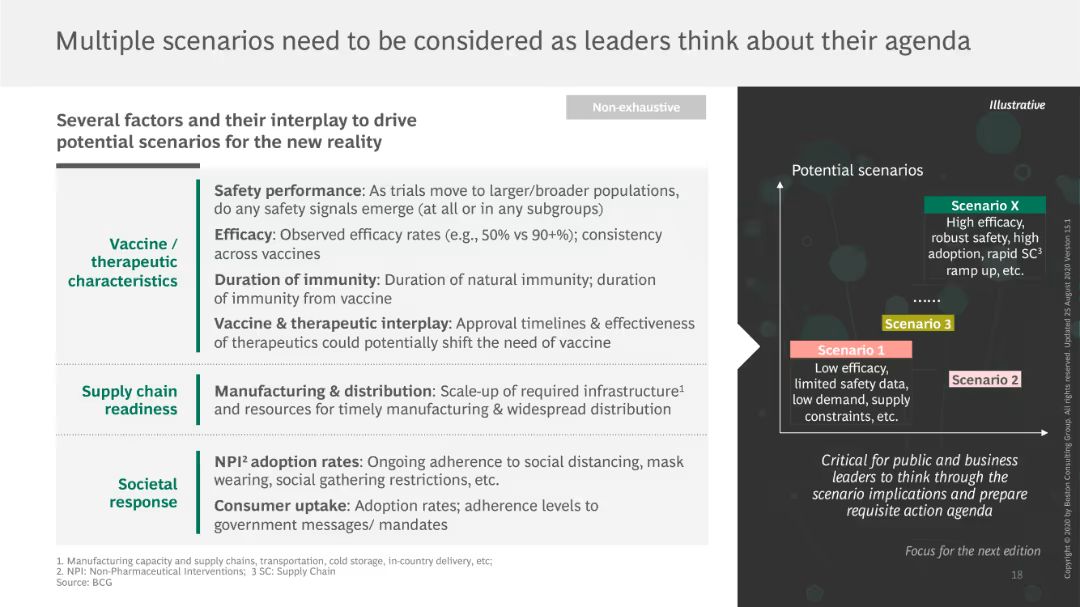 Multiple scenarios need to be considered as leaders think about their agenda
Non-exhaustive
Several factors and their interplay to drive
potential scenarios for the new reality
Vaccine /
therapeutic
characteristics
Safety performance: As trials move to larger/broader populations,
do any safety signals emerge (at all or in any subgroups)
Efficacy: Observed efficacy rates (e.g., 50% vs 90+%); consistency
across vaccines
Duration of immunity: Duration of natural immunity; duration
of immunity from vaccine
Vaccine & therapeutic interplay: Approval timelines & effectiveness
of therapeutics could potentially shift the need of vaccine
Supply chain
readiness
Manufacturing & distribution: Scale-up of required infrastructure¹
and resources for timely manufacturing & widespread distribution
Societal
response
NPI² adoption rates: Ongoing adherence to social distancing, mask
wearing, social gathering restrictions, etc.
Consumer uptake: Adoption rates; adherence levels to
government messages/ mandates
Illustrative
Potential scenarios
Scenario X
High efficacy,
robust safety, high
adoption, rapid SC³
ramp up, etc.
......
Scenario 3
Scenario 1
Low efficacy,
limited safety data,
low demand, supply
constraints, etc.
Scenario 2
Critical for public and business
leaders to think through the
scenario implications and prepare
requisite action agenda
Focus for the next edition
1. Manufacturing capacity and supply chains, transportation, cold storage, in-country delivery, etc;
2. NPI: Non-Pharmaceutical Interventions; 3 SC: Supply Chain
Source: BCG
18
Copyright © 2020 by Boston Consulting Group. All rights reserved. Updated 25 August 2020 Version 15.1